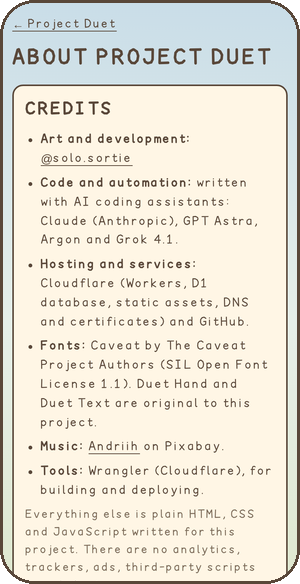 ← Project Duet
ABOUT PROJECT DUET
CREDITS
• Art and development:
@solo.sortie
• Code and automation: written
with AI coding assistants:
Claude (Anthropic), GPT Astra,
Argon and Grok 4.1.
• Hosting and services:
Cloudflare (Workers, D1
database, static assets, DNS
and certificates) and GitHub.
• Fonts: Caveat by The Caveat
Project Authors (SIL Open Font
License 1.1). Duet Hand and
Duet Text are original to this
project.
• Music: Andriih on Pixabay.
• Tools: Wrangler (Cloudflare), for
building and deploying.
Everything else is plain HTML, CSS
and JavaScript written for this
project. There are no analytics,
trackers, ads, third-party scripts